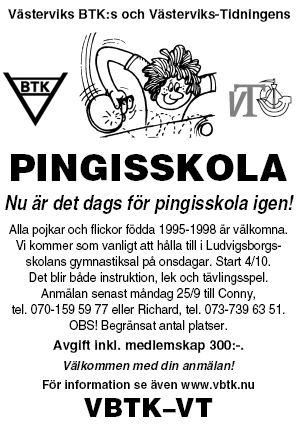 Västerviks BTK:s och Västerviks-Tidningens
BTK
VT
PINGISSKOLA
Nu är det dags för pingisskola igen!
Alla pojkar och flickor födda 1995-1998 är välkomna.
Vi kommer som vanligt att hålla till i Ludvigsborgs-
skolans gymnastiksal på onsdagar. Start 4/10.
Det blir både instruktion, lek och tävlingsspel.
Anmälan senast måndag 25/9 till Conny,
tel. 070-159 59 77 eller Richard, tel. 073-739 63 51.
OBS! Begränsat antal platser.
Avgift inkl. medlemskap 300:-.
Välkommen med din anmälan!
För information se även www.vbtk.nu
VBTK–VT